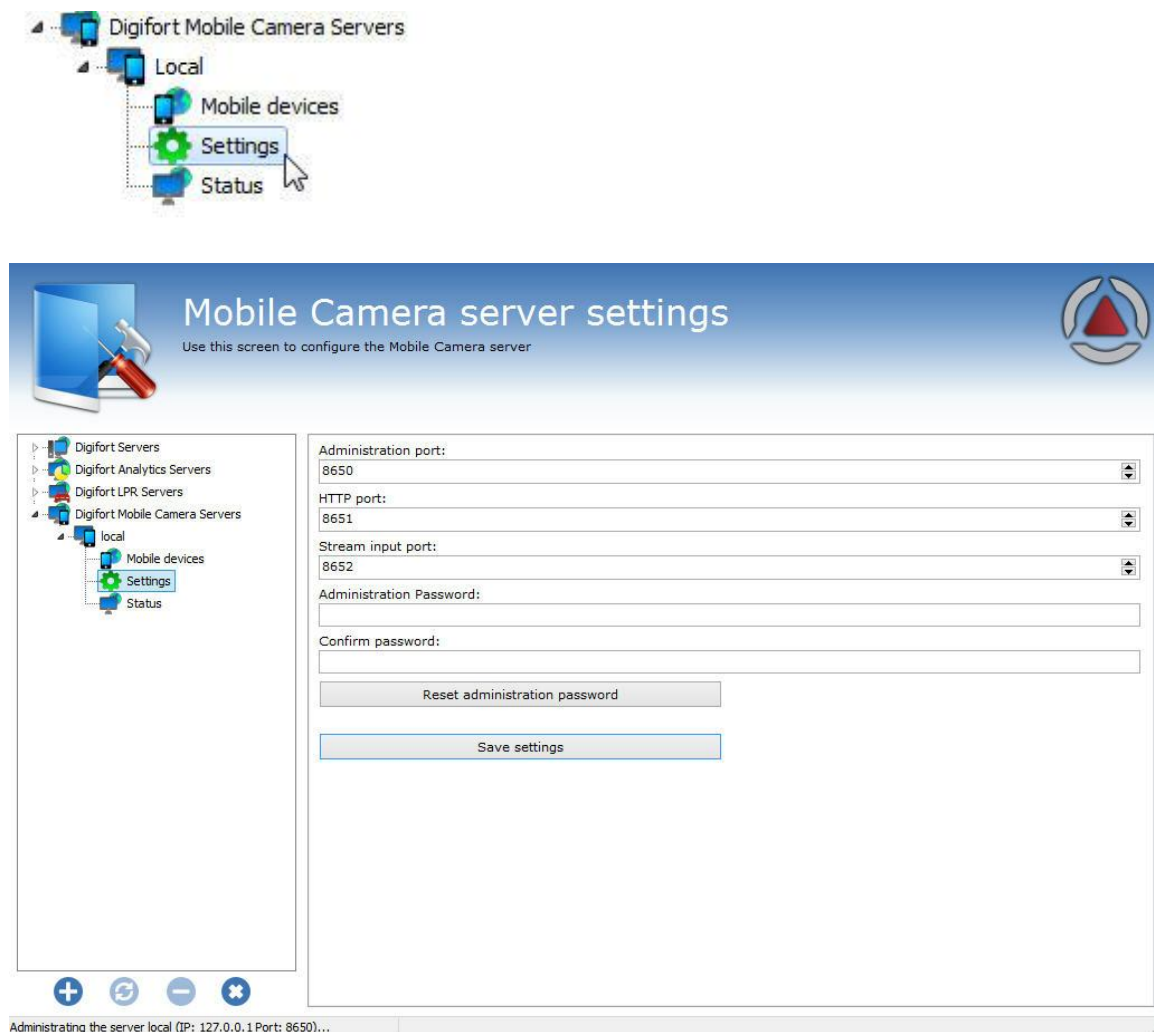 Digifort Mobile Camera Servers
Local
Mobile devices
Settings
Status
Mobile Camera server settings
Use this screen to configure the Mobile Camera server
Digifort Servers
Digifort Analytics Servers
Digifort LPR Servers
Digifort Mobile Camera Servers
local
Mobile devices
Settings
Status
Administration port:
8650
HTTP port:
8651
Stream input port:
8652
Administration Password:
Confirm password:
Reset administration password
Save settings
Administrating the server local (IP: 127.0.0.1 Port: 8650)...